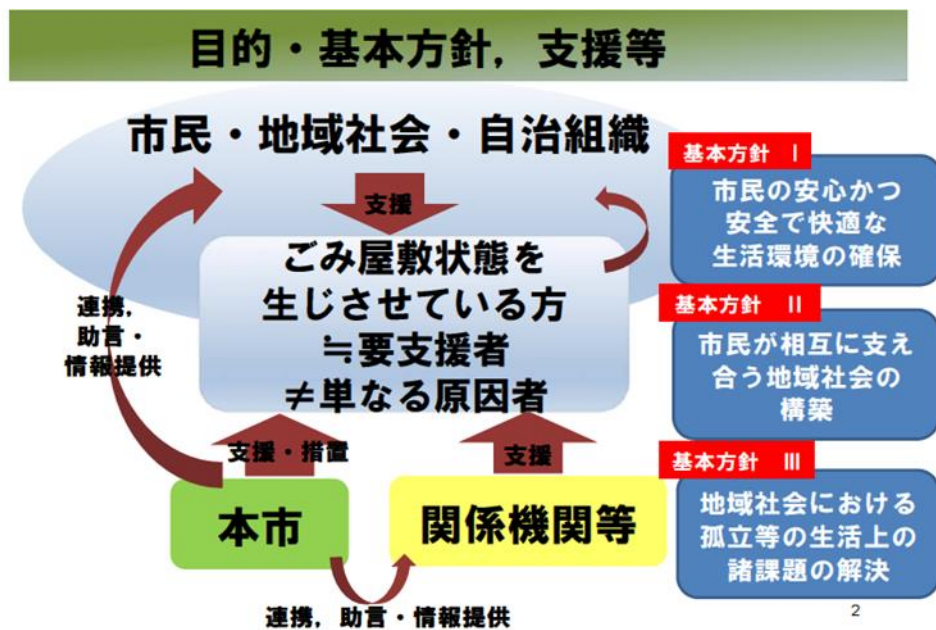 目的・基本方針，支援等
市民・地域社会・自治組織
支援
ごみ屋敷状態を
生じさせている方
≒要支援者
≠単なる原因者
連携，
助言・
情報提供
支援・措置
支援
本市
関係機関等
連携，助言・情報提供
基本方針　Ⅰ
市民の安心かつ
安全で快適な
生活環境の確保
基本方針　Ⅱ
市民が相互に支え
合う地域社会の
構築
基本方針　Ⅲ
地域社会における
孤立等の生活上の
諸課題の解決
2